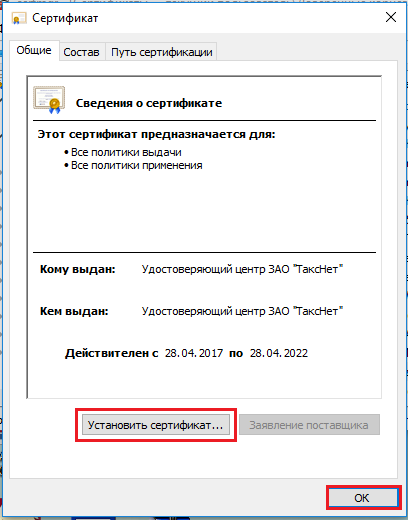 Сертификат
Общие Состав Путь сертификации
Сведения о сертификате
Этот сертификат предназначается для:
• Все политики выдачи
• Все политики применения
Кому выдан: Удостоверяющий центр ЗАО "ТаксНет"
Кем выдан: Удостоверяющий центр ЗАО "ТаксНет"
Действителен с 28.04.2017 по 28.04.2022
Установить сертификат... Заявление поставщика
ОК